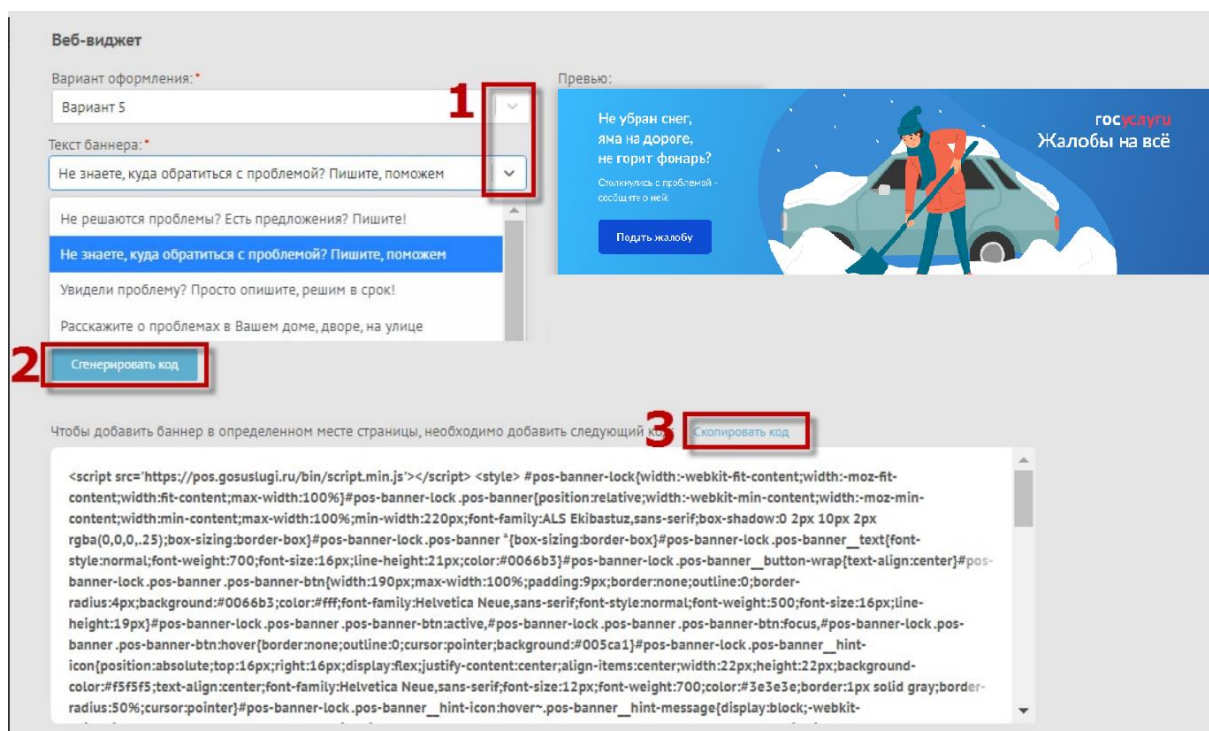 Веб-виджет
Вариант оформления:*
Вариант 5
1
Текст баннера:*
Не знаете, куда обратиться с проблемой? Пишите, поможем
Не решаются проблемы? Есть предложения? Пишите!
Не знаете, куда обратиться с проблемой? Пишите, поможем
Увидели проблему? Просто опишите, решим в срок!
Расскажите о проблемах в Вашем доме, дворе, на улице
Превью:
Не убран снег,
яма на дороге,
не горит фонарь?
Столкнулись с проблемой -
сообщите о ней!
Подать жалобу
госуслуги
Жалобы на всё
2
Сгенерировать код
Чтобы добавить баннер в определенном месте страницы, необходимо добавить следующий
3
Скопировать код
<script src='https://pos.gosuslugi.ru/bin/script.min.js'></script> <style> #pos-banner-lock{width:-webkit-fit-content;width:-moz-fit-
content;width:fit-content;max-width:100%}#pos-banner-lock .pos-banner{position:relative;width:-webkit-min-content;width:-moz-min-
content;width:min-content;max-width:100%;min-width:220px;font-family:ALS Ekibastuz,sans-serif;box-shadow:0 2px 10px 2px
rgba(0,0,0,.25);box-sizing:border-box}#pos-banner-lock .pos-banner *{box-sizing:border-box}#pos-banner-lock .pos-banner__text{font-
style:normal;font-weight:700;font-size:16px;line-height:21px;color:#0066b3}#pos-banner-lock .pos-banner__button-wrap{text-align:center}#pos-
banner-lock .pos-banner .pos-banner-btn{width:190px;max-width:100%;padding:9px;border:none;outline:0;border-
radius:4px;background:#0066b3;color:#fff;font-family:Helvetica Neue,sans-serif;font-style:normal;font-weight:500;font-size:16px;line-
height:19px}#pos-banner-lock .pos-banner .pos-banner-btn:active,#pos-banner-lock .pos-banner .pos-banner-btn:focus,#pos-banner-lock .pos-
banner .pos-banner-btn:hover{border:none;outline:0;cursor:pointer;background:#005ca1}#pos-banner-lock .pos-banner__hint-
icon{position:absolute;top:16px;right:16px;display:flex;justify-content:center;align-items:center;width:22px;height:22px;background-
color:#f5f5f5;text-align:center;font-family:Helvetica Neue,sans-serif;font-size:12px;font-weight:700;color:#3e3e3e;border:1px solid gray;border-
radius:50%;cursor:pointer}#pos-banner-lock .pos-banner__hint-icon:hover~.pos-banner__hint-message{display:block;-webkit-